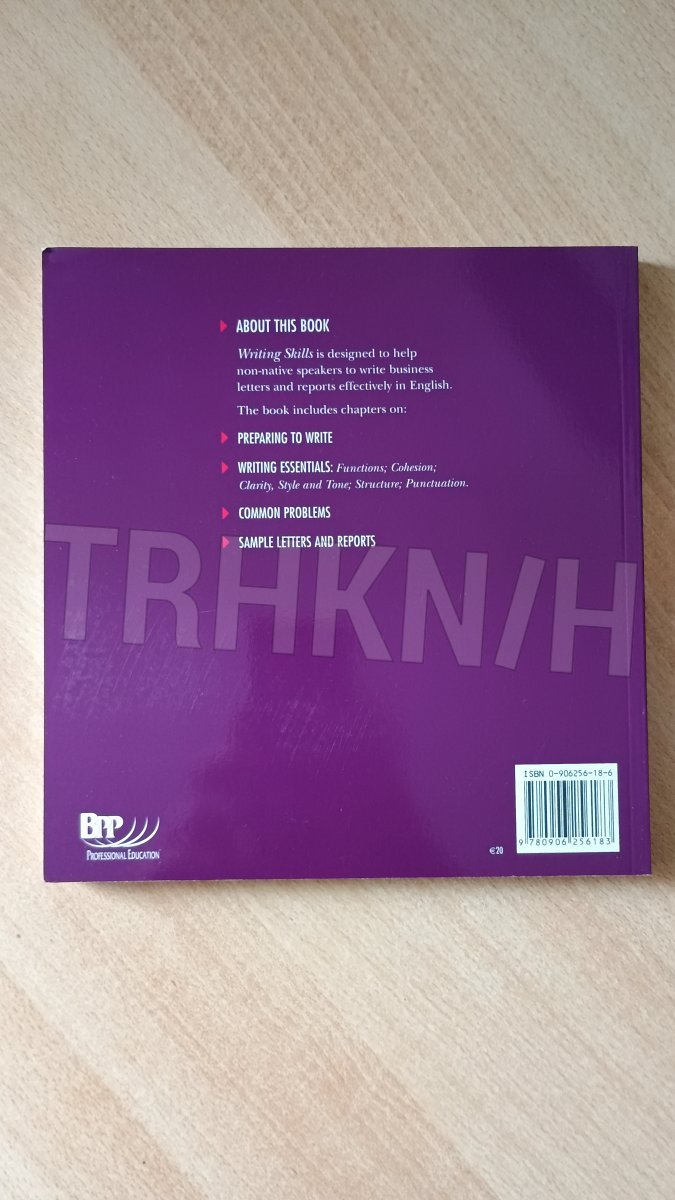 ABOUT THIS BOOK
Writing Skills is designed to help
non-native speakers to write business
letters and reports effectively in English.
The book includes chapters on:
PREPARING TO WRITE
WRITING ESSENTIALS: Functions; Cohesion;
Clarity, Style and Tone; Structure; Punctuation.
COMMON PROBLEMS
SAMPLE LETTERS AND REPORTS
TRHKN/H
ISBN 0-906256-18-6
9 780906 256183
€20
BPP
PROFESSIONAL EDUCATION